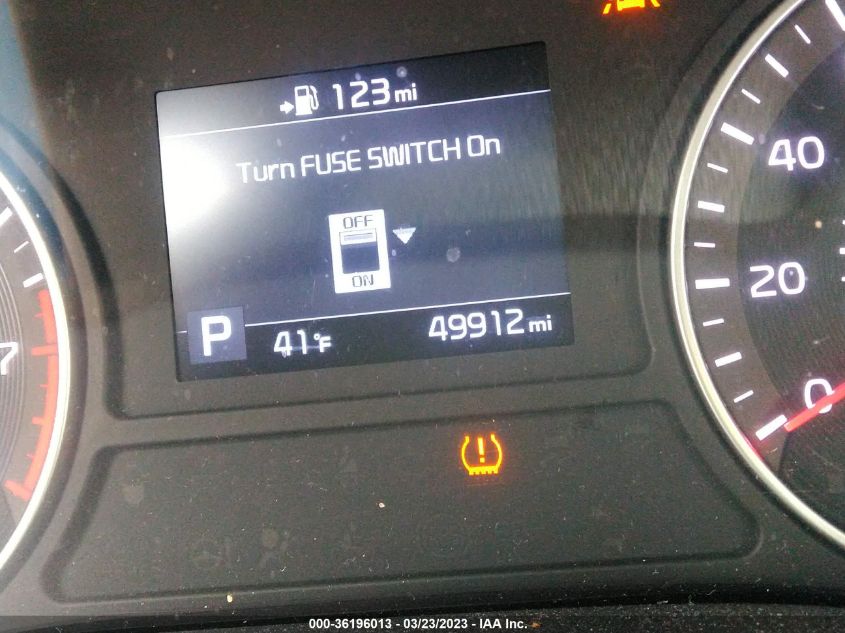 123 mi
Turn FUSE SWITCH On
OFF
ON
P
41°F
49912 mi
7
40
20
0
000-36196013 - 03/23/2023 - IAA Inc.